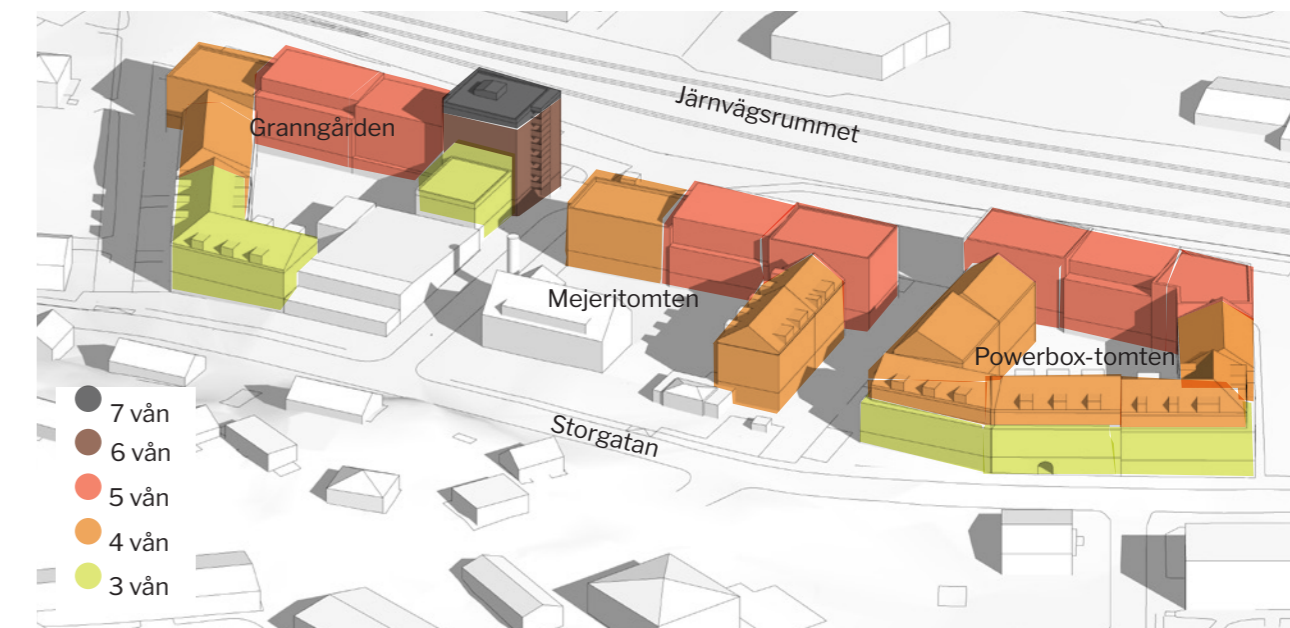 Järnvägsrummet
Granngården
Mejeritomten
Powerbox-tomten
Storgatan
7 vån
6 vån
5 vån
4 vån
3 vån